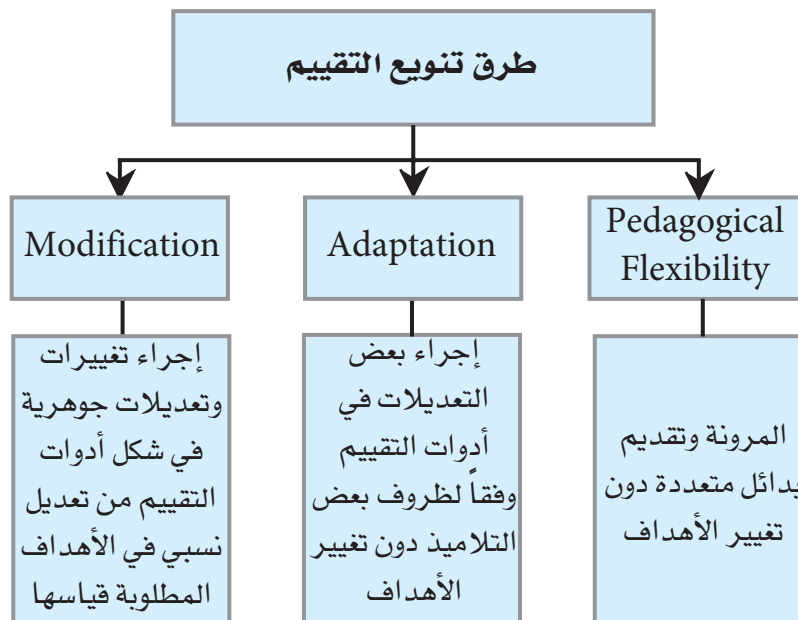 طرق تنويع التقييم
Pedagogical
Flexibility
المرونة وتقديم
بدائل متعددة دون
تغيير الأهداف
Adaptation
إجراء بعض
التعديلات في
أدوات التقييم
وفقاً لظروف بعض
التلاميذ دون تغيير
الأهداف
Modification
إجراء تغييرات
وتعديلات جوهرية
في شكل أدوات
التقييم من تعديل
نسبي في الأهداف
المطلوبة قياسها